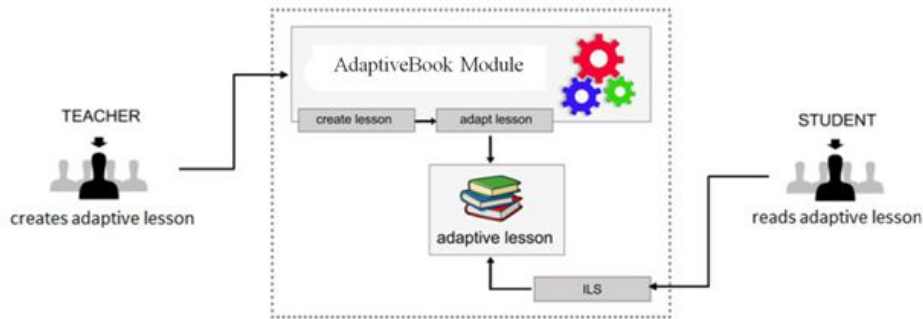 AdaptiveBook Module
create lesson
adapt lesson
TEACHER
creates adaptive lesson
adaptive lesson
ILS
STUDENT
reads adaptive lesson